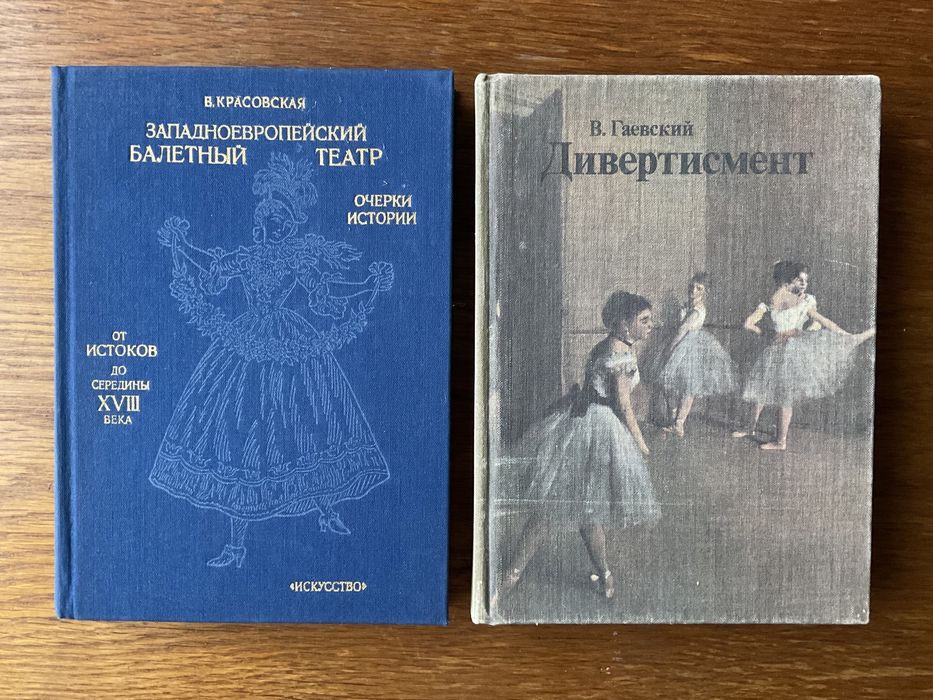 В. КРАСОВСКАЯ
ЗАПАДНОЕВРОПЕЙСКИЙ
БАЛЕТНЫЙ ТЕАТР
ОЧЕРКИ
ИСТОРИИ
ОТ
ИСТОКОВ
ДО
СЕРЕДИНЫ
XVIII
ВЕКА
«ИСКУССТВО»
В. Гаевский
Дивертисмент